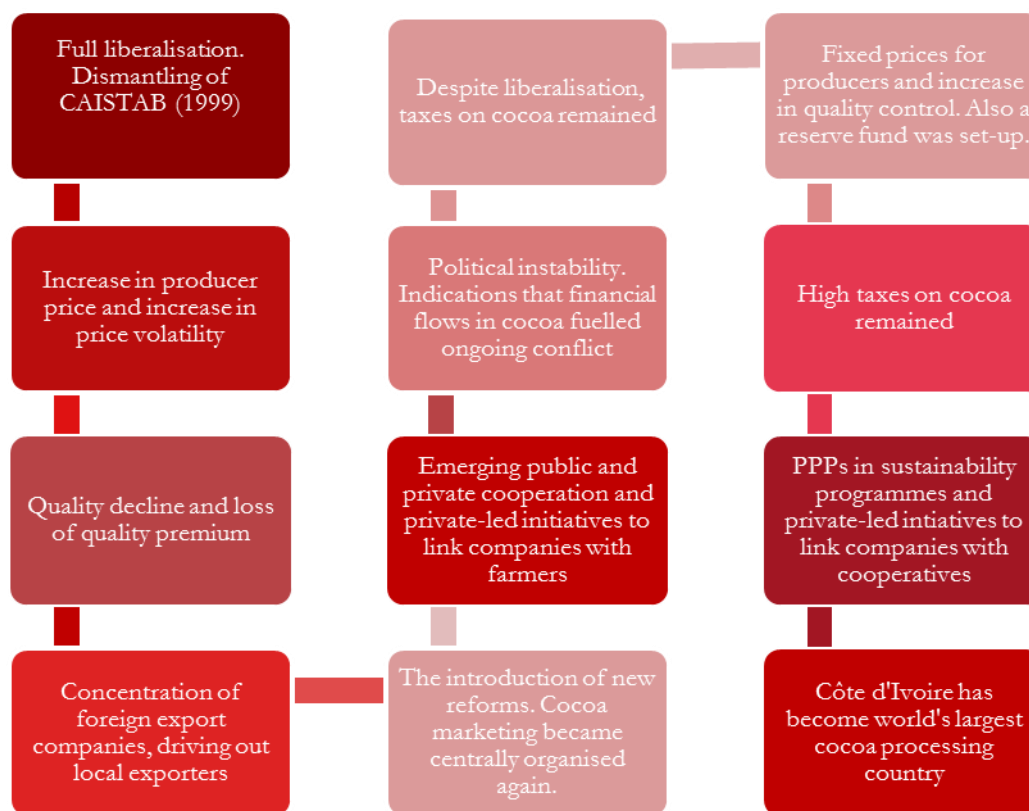 Full liberalisation.
Dismantling of
CAISTAB (1999)
Increase in producer
price and increase in
price volatility
Quality decline and loss
of quality premium
Concentration of
foreign export
companies, driving out
local exporters
The introduction of new
reforms. Cocoa
marketing became
centrally organised
again.
Emerging public and
private cooperation and
private-led initiatives to
link companies with
farmers
Political instability.
Indications that financial
flows in cocoa fuelled
ongoing conflict
Despite liberalisation,
taxes on cocoa remained
Fixed prices for
producers and increase
in quality control. Also a
reserve fund was set-up.
High taxes on cocoa
remained
PPPs in sustainability
programmes and
private-led intiatives to
link companies with
cooperatives
Côte d'Ivoire has
become world's largest
cocoa processing
country